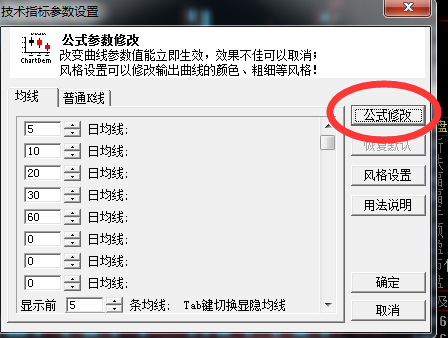 技术指标参数设置
公式参数修改
改变曲线参数值能立即生效，效果不佳可以取消；
风格设置可以修改输出曲线的颜色、粗细等风格！
ChartDem
均线 普通K线
公式修改
恢复默认
风格设置
用法说明
确定
取消
5 日均线;
10 日均线;
20 日均线;
30 日均线;
60 日均线;
0 日均线;
0 日均线;
0 日均线;
显示前 5 条均线; Tab键切换显隐均线